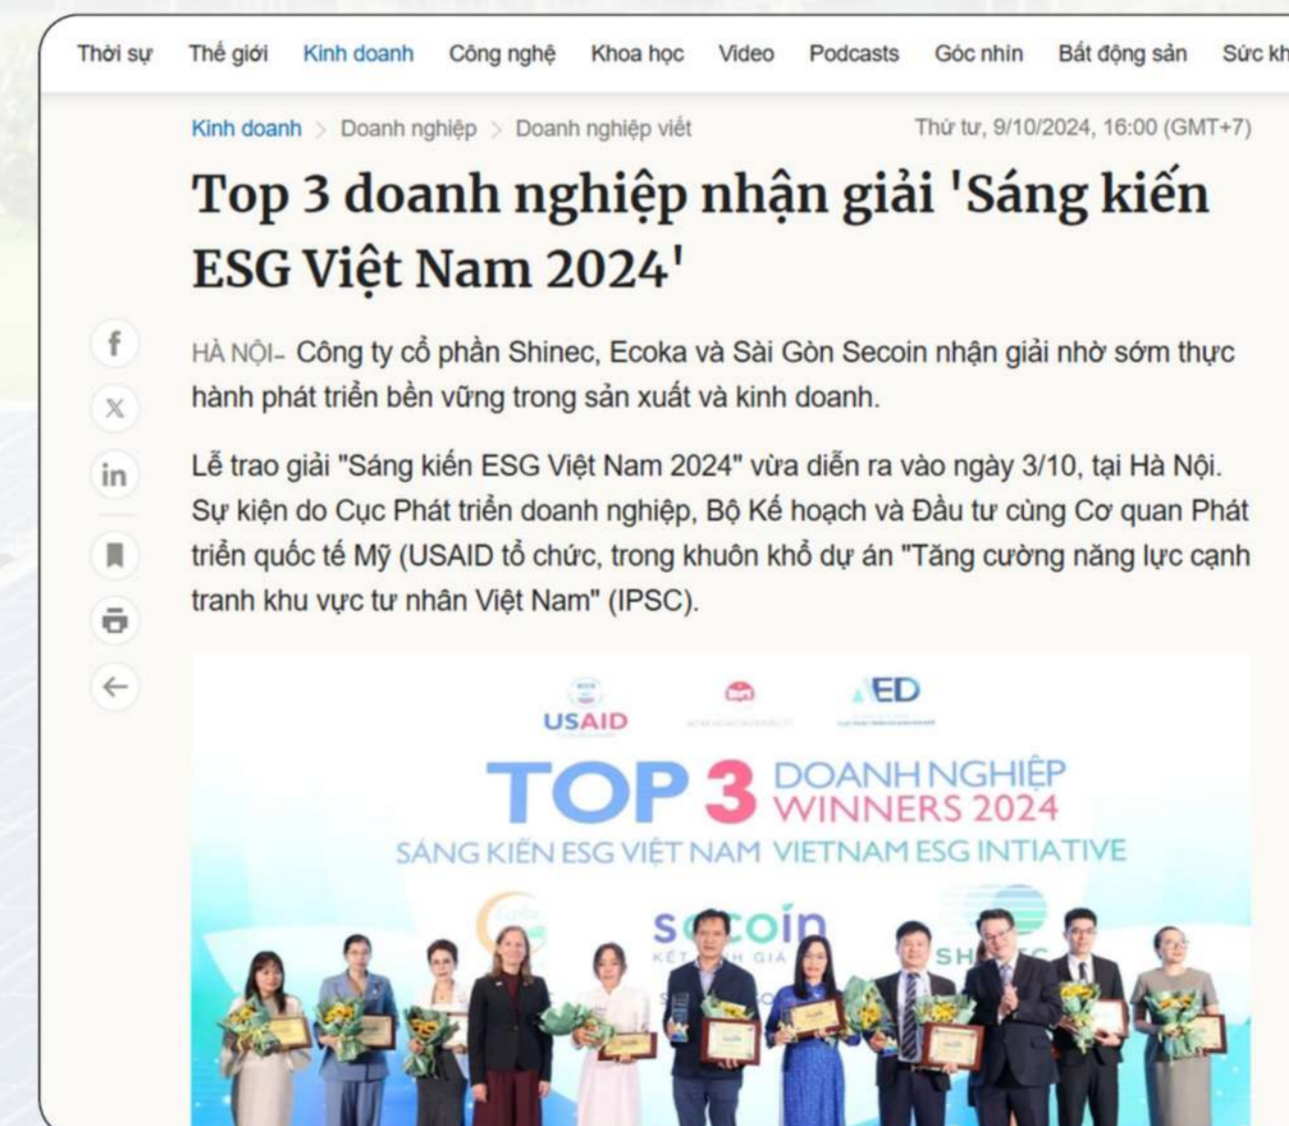 Thời sự Thế giới Kinh doanh Công nghệ Khoa học Video Podcasts Góc nhìn Bất động sản Sức kh
Kinh doanh > Doanh nghiệp > Doanh nghiệp viết Thứ tư, 9/10/2024, 16:00 (GMT+7)
Top 3 doanh nghiệp nhận giải 'Sáng kiến
ESG Việt Nam 2024'
HÀ NỘI– Công ty cổ phần Shinec, Ecoka và Sài Gòn Secoin nhận giải nhờ sớm thực
hành phát triển bền vững trong sản xuất và kinh doanh.
Lễ trao giải "Sáng kiến ESG Việt Nam 2024" vừa diễn ra vào ngày 3/10, tại Hà Nội.
Sự kiện do Cục Phát triển doanh nghiệp, Bộ Kế hoạch và Đầu tư cùng Cơ quan Phát
triển quốc tế Mỹ (USAID tổ chức, trong khuôn khổ dự án "Tăng cường năng lực cạnh
tranh khu vực tư nhân Việt Nam" (IPSC).
USAID AED
TOP 3 DOANH NGHIỆP
WINNERS 2024
SÁNG KIẾN ESG VIỆT NAM VIETNAM ESG INTIATIVE
secoin
SHINEC